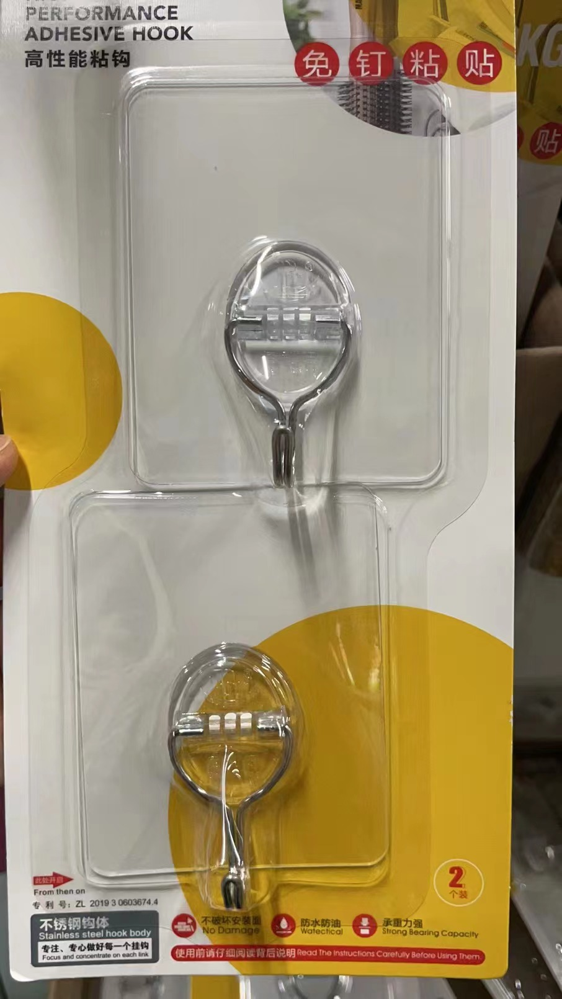 PERFORMANCE
ADHESIVE HOOK
高性能粘钩
免钉粘贴
KG
贴
此处开启
From then on
专 利 号: ZL 2019 3 0603674.4
2
个装
不锈钢钩体
Stainless steel hook body
专注、专心做好每一个挂钩
Focus and concentrate on each link
不破坏安装面
No Damage
防水防油
Watectical
承重力强
Strong Bearing Capacity
使用前请仔细阅读背后说明 Read The Instructions Carefully Before Using Them.